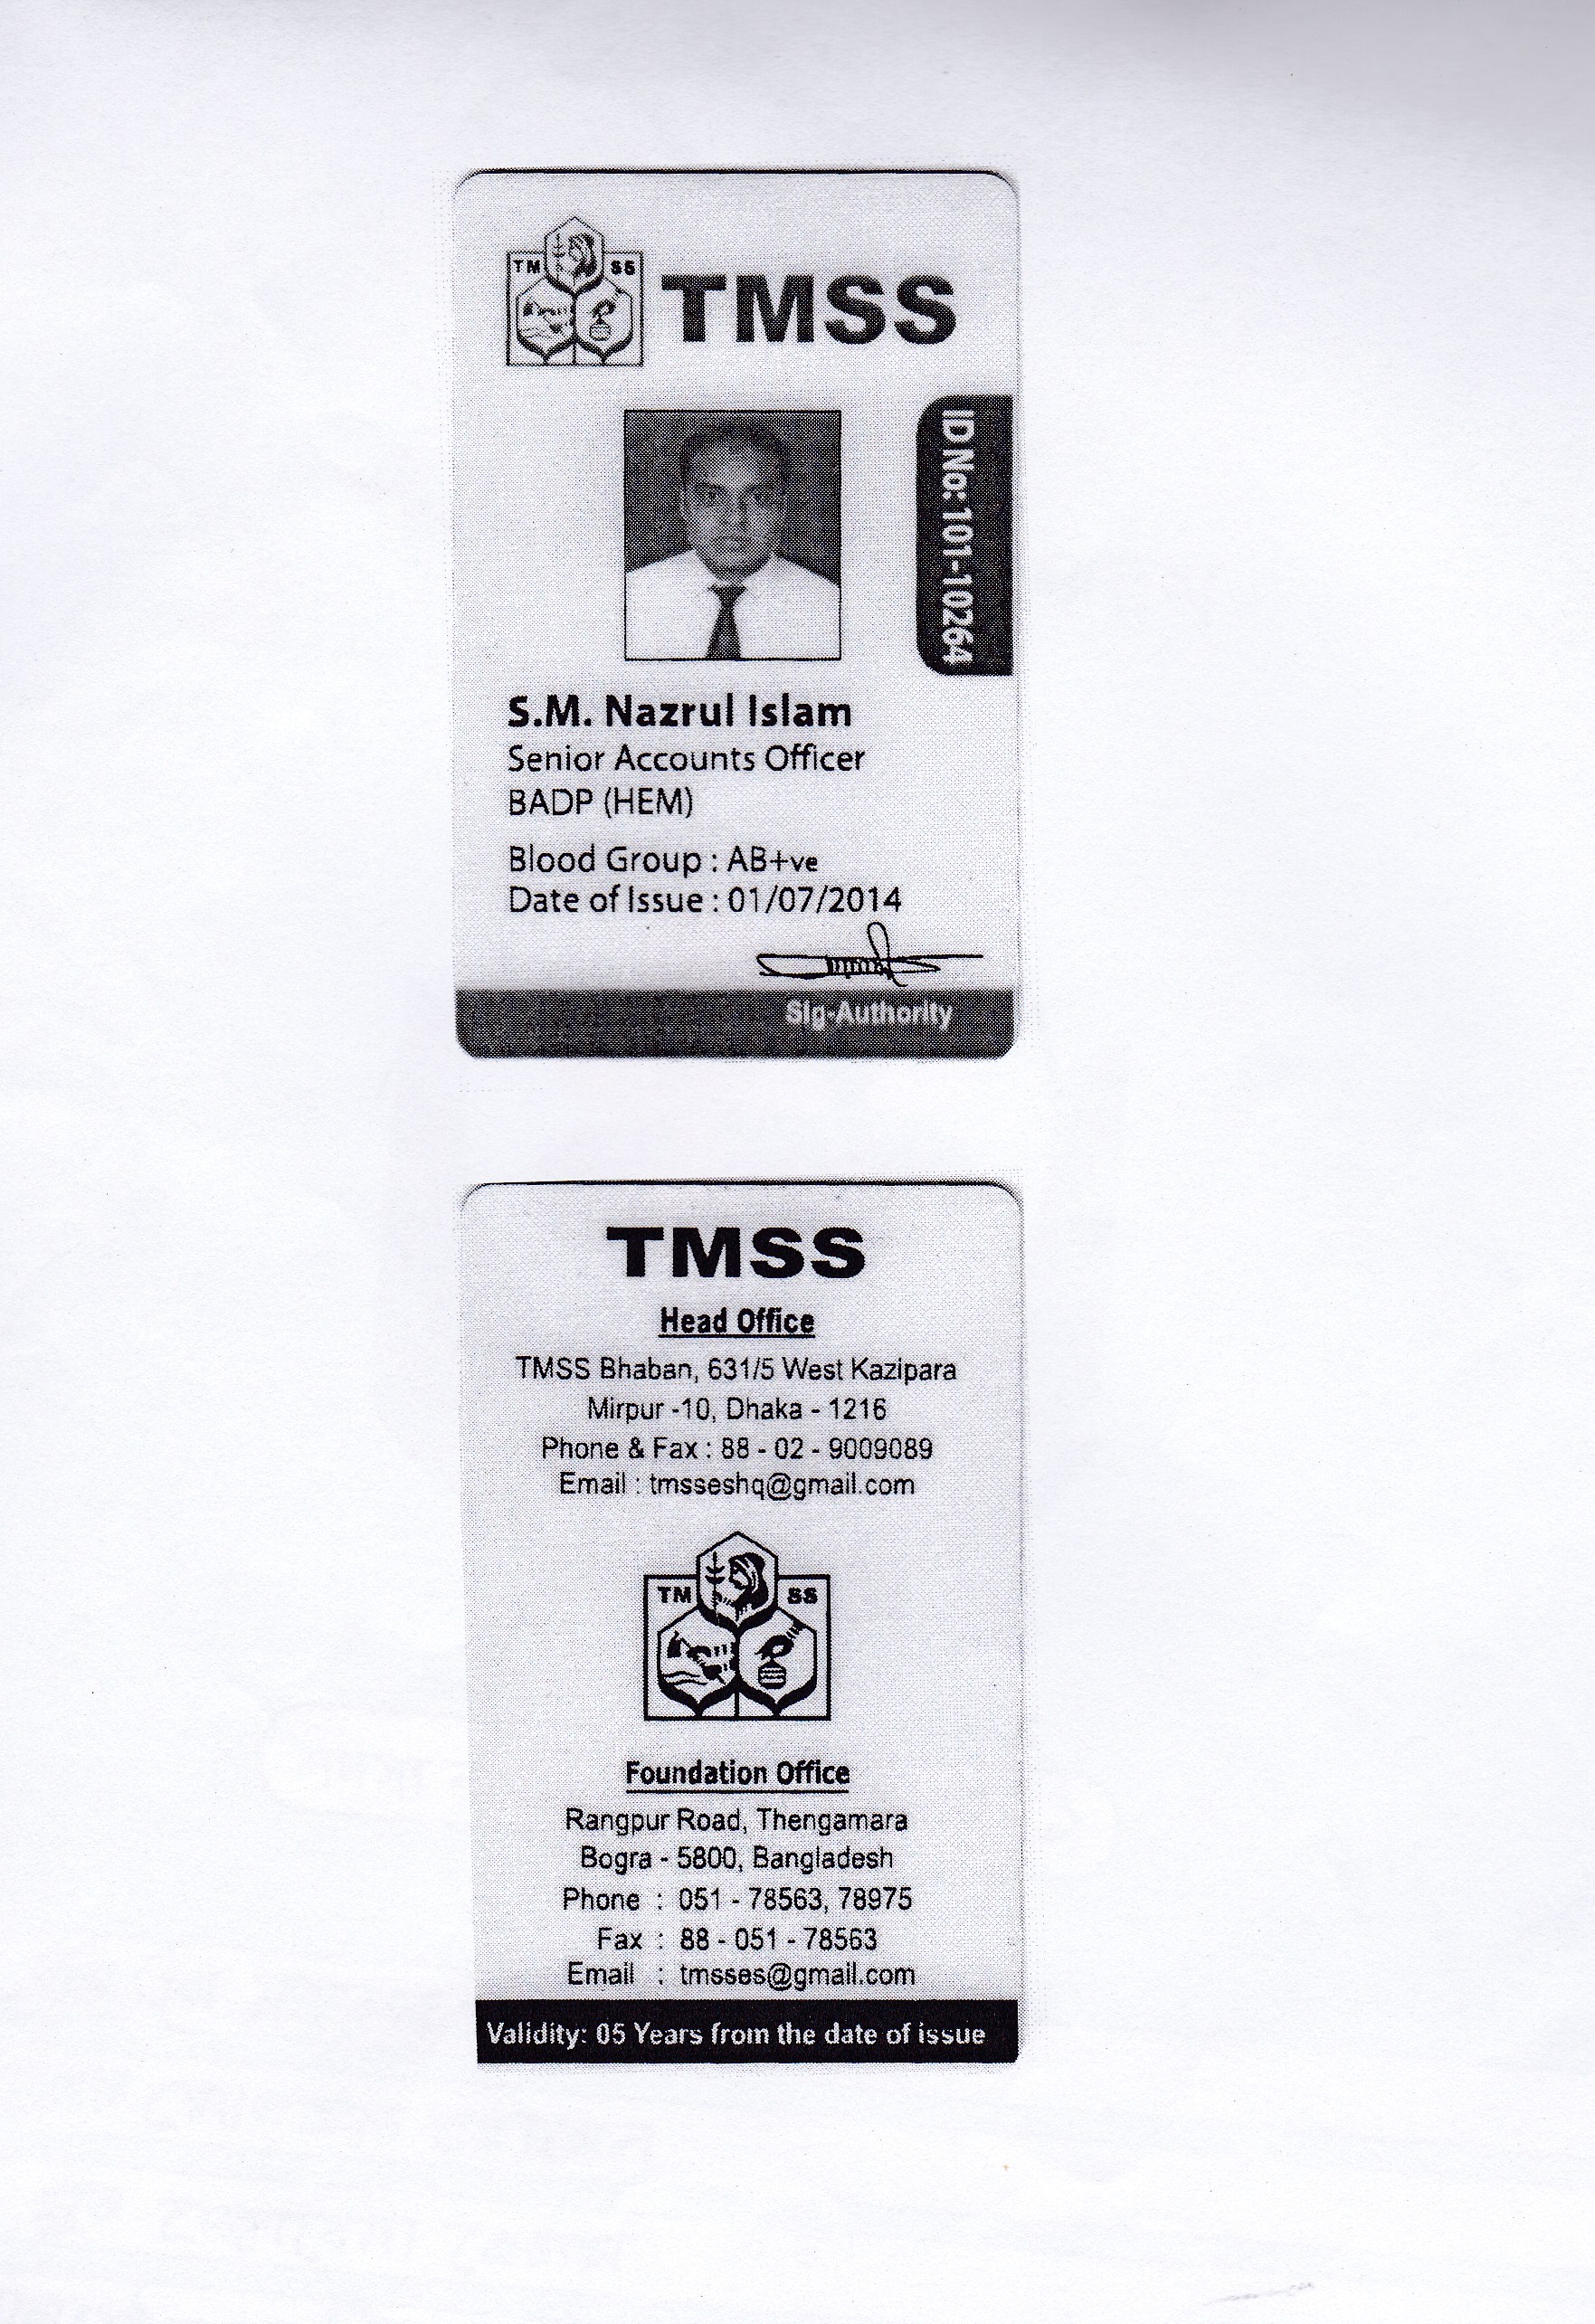 TM SS
TMSS
ID No: 101-10264
S.M. Nazrul Islam
Senior Accounts Officer
BADP (HEM)
Blood Group : AB+ve
Date of Issue : 01/07/2014
Sig-Authority
TMSS
Head Office
TMSS Bhaban, 631/5 West Kazipara
Mirpur -10, Dhaka - 1216
Phone & Fax : 88 - 02 - 9009089
Email : tmsseshq@gmail.com
TM SS
Foundation Office
Rangpur Road, Thengamara
Bogra - 5800, Bangladesh
Phone : 051 - 78563, 78975
Fax : 88 - 051 - 78563
Email : tmsses@gmail.com
Validity: 05 Years from the date of issue